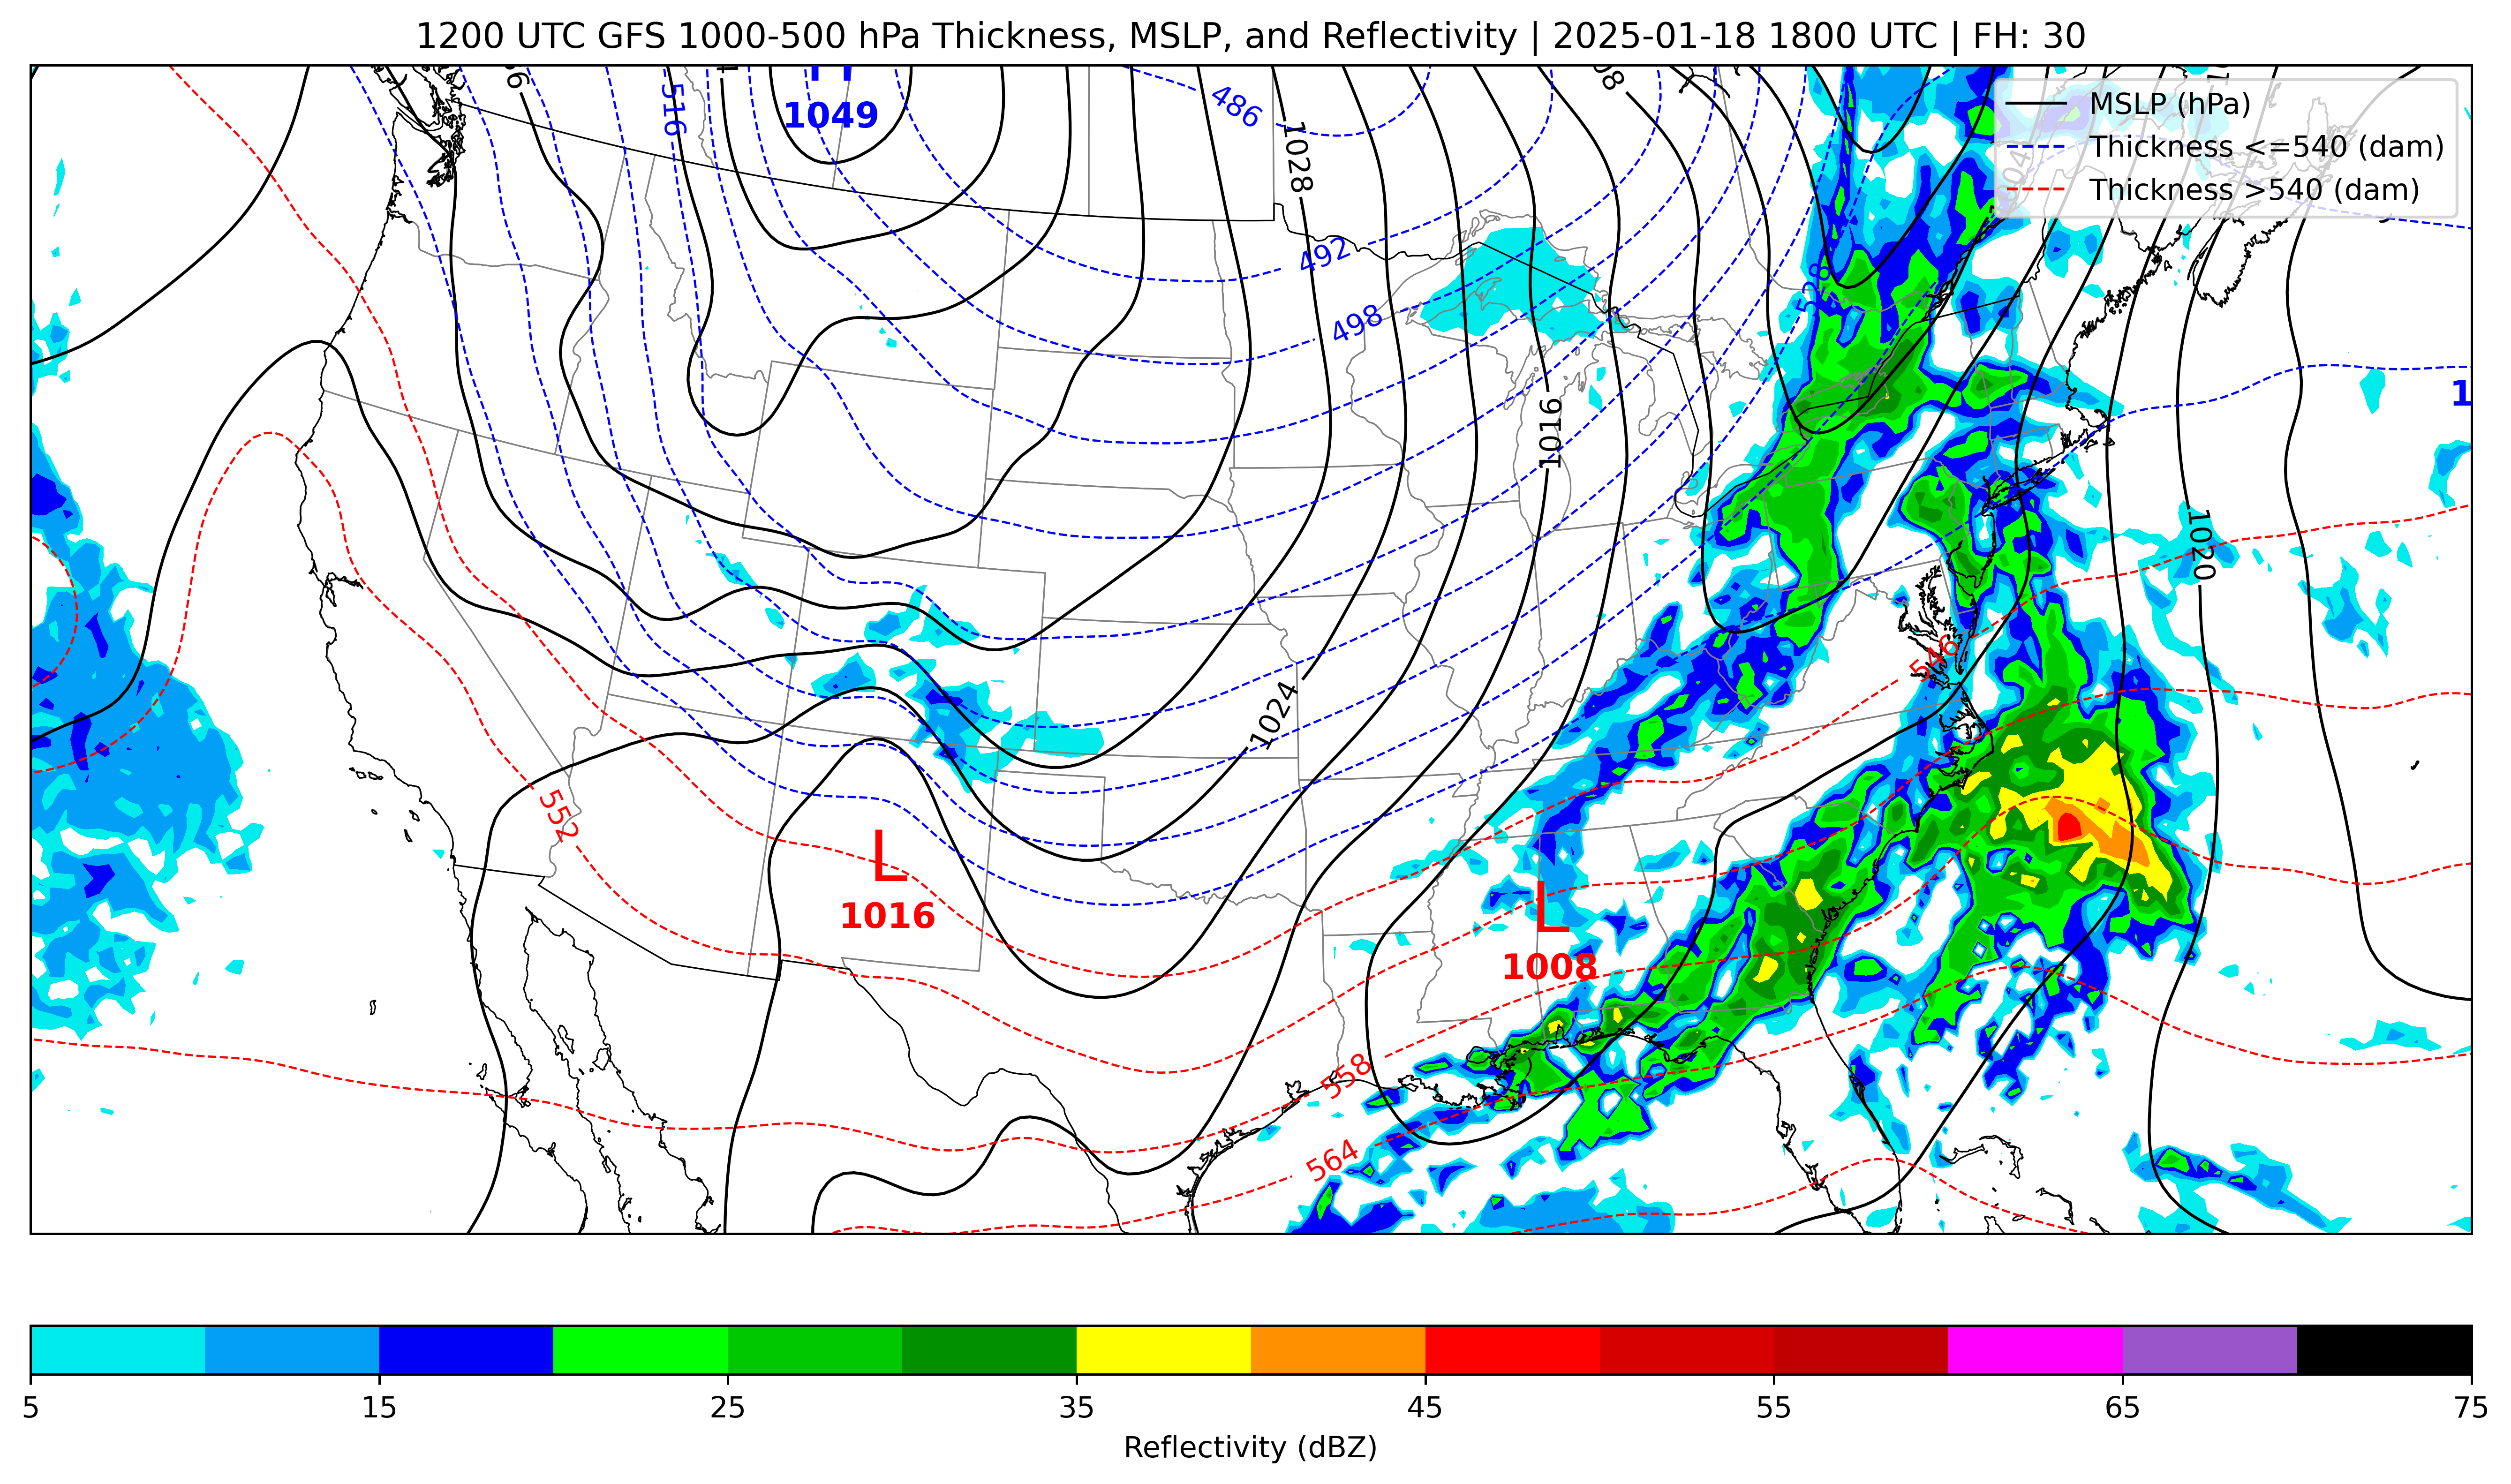 1200 UTC GFS 1000-500 hPa Thickness, MSLP, and Reflectivity | 2025-01-18 1800 UTC | FH: 30
MSLP (hPa)
Thickness <=540 (dam)
Thickness >540 (dam)
1049
516
486
1028
492
498
528
1016
1020
1024
546
552
L
1016
L
1008
558
564
5 15 25 35 45 55 65 75
Reflectivity (dBZ)